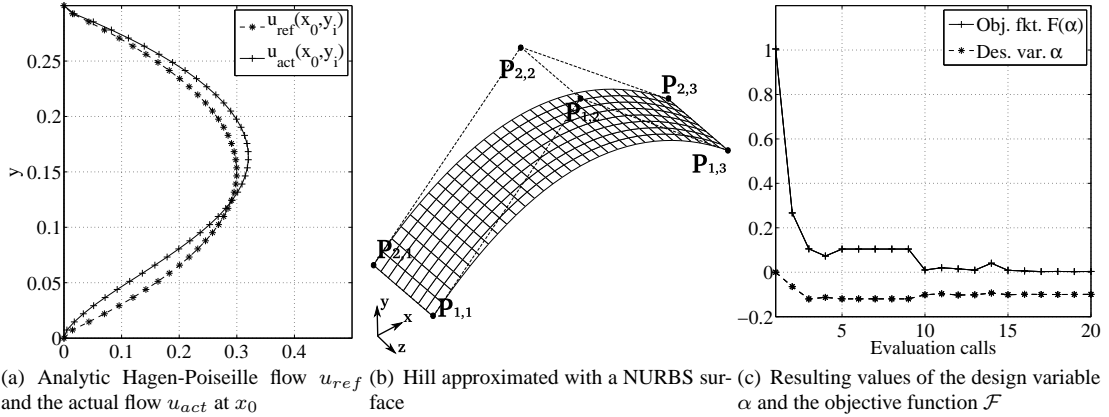 u_ref(x_0,y_i)
u_act(x_0,y_i)
y
0.25
0.2
0.15
0.1
0.05
0
0 0.1 0.2 0.3 0.4
P_2,2
P_2,3
P_1,2
P_1,3
P_2,1
P_1,1
y
x
z
Obj. fkt. F(α)
Des. var. α
1
0.8
0.6
0.4
0.2
0
−0.2
5 10 15 20
Evaluation calls
(a) Analytic Hagen-Poiseille flow u_ref
and the actual flow u_act at x_0
(b) Hill approximated with a NURBS sur-
face
(c) Resulting values of the design variable
α and the objective function F